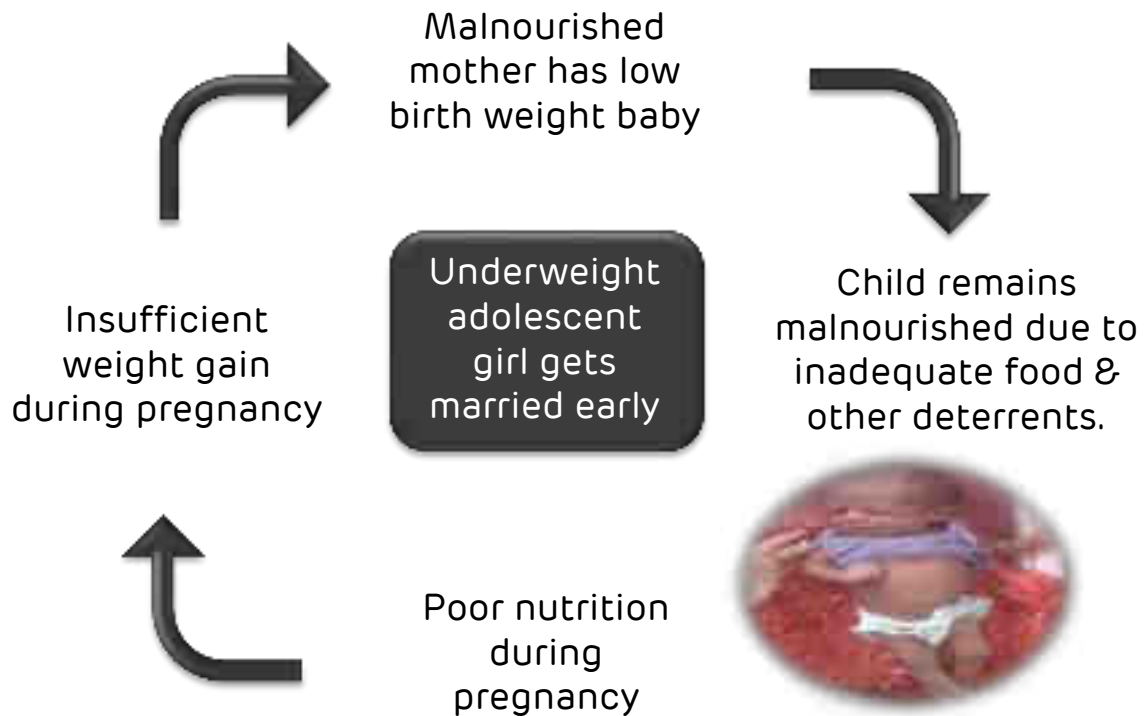 Malnourished
mother has low
birth weight baby
Underweight
adolescent
girl gets
married early
Child remains
malnourished due to
inadequate food &
other deterrents.
Insufficient
weight gain
during pregnancy
Poor nutrition
during
pregnancy